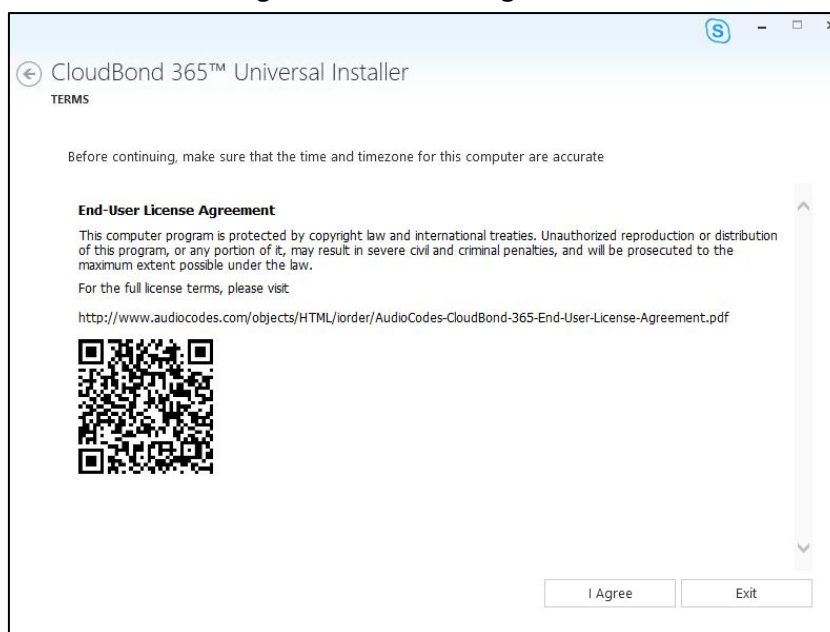 S
CloudBond 365™ Universal Installer
TERMS
Before continuing, make sure that the time and timezone for this computer are accurate
End-User License Agreement
This computer program is protected by copyright law and international treaties. Unauthorized reproduction or distribution
of this program, or any portion of it, may result in severe civil and criminal penalties, and will be prosecuted to the
maximum extent possible under the law.
For the full license terms, please visit
http://www.audiocodes.com/objects/HTML/iorder/AudioCodes-CloudBond-365-End-User-License-Agreement.pdf
I Agree Exit